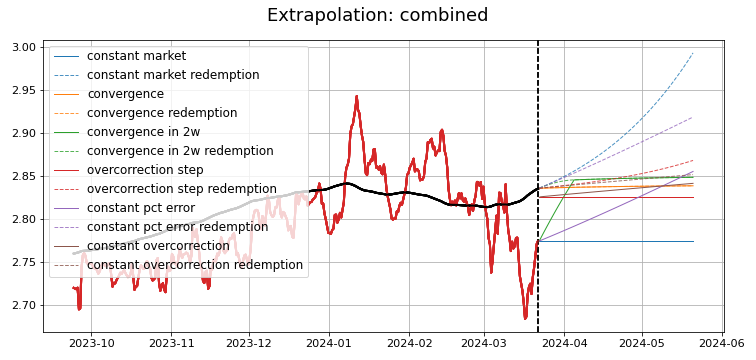 Extrapolation: combined
3.00
2.95
2.90
2.85
2.80
2.75
2.70
constant market
constant market redemption
convergence
convergence redemption
convergence in 2w
convergence in 2w redemption
overcorrection step
overcorrection step redemption
constant pct error
constant pct error redemption
constant overcorrection
constant overcorrection redemption
2023-10 2023-11 2023-12 2024-01 2024-02 2024-03 2024-04 2024-05 2024-06